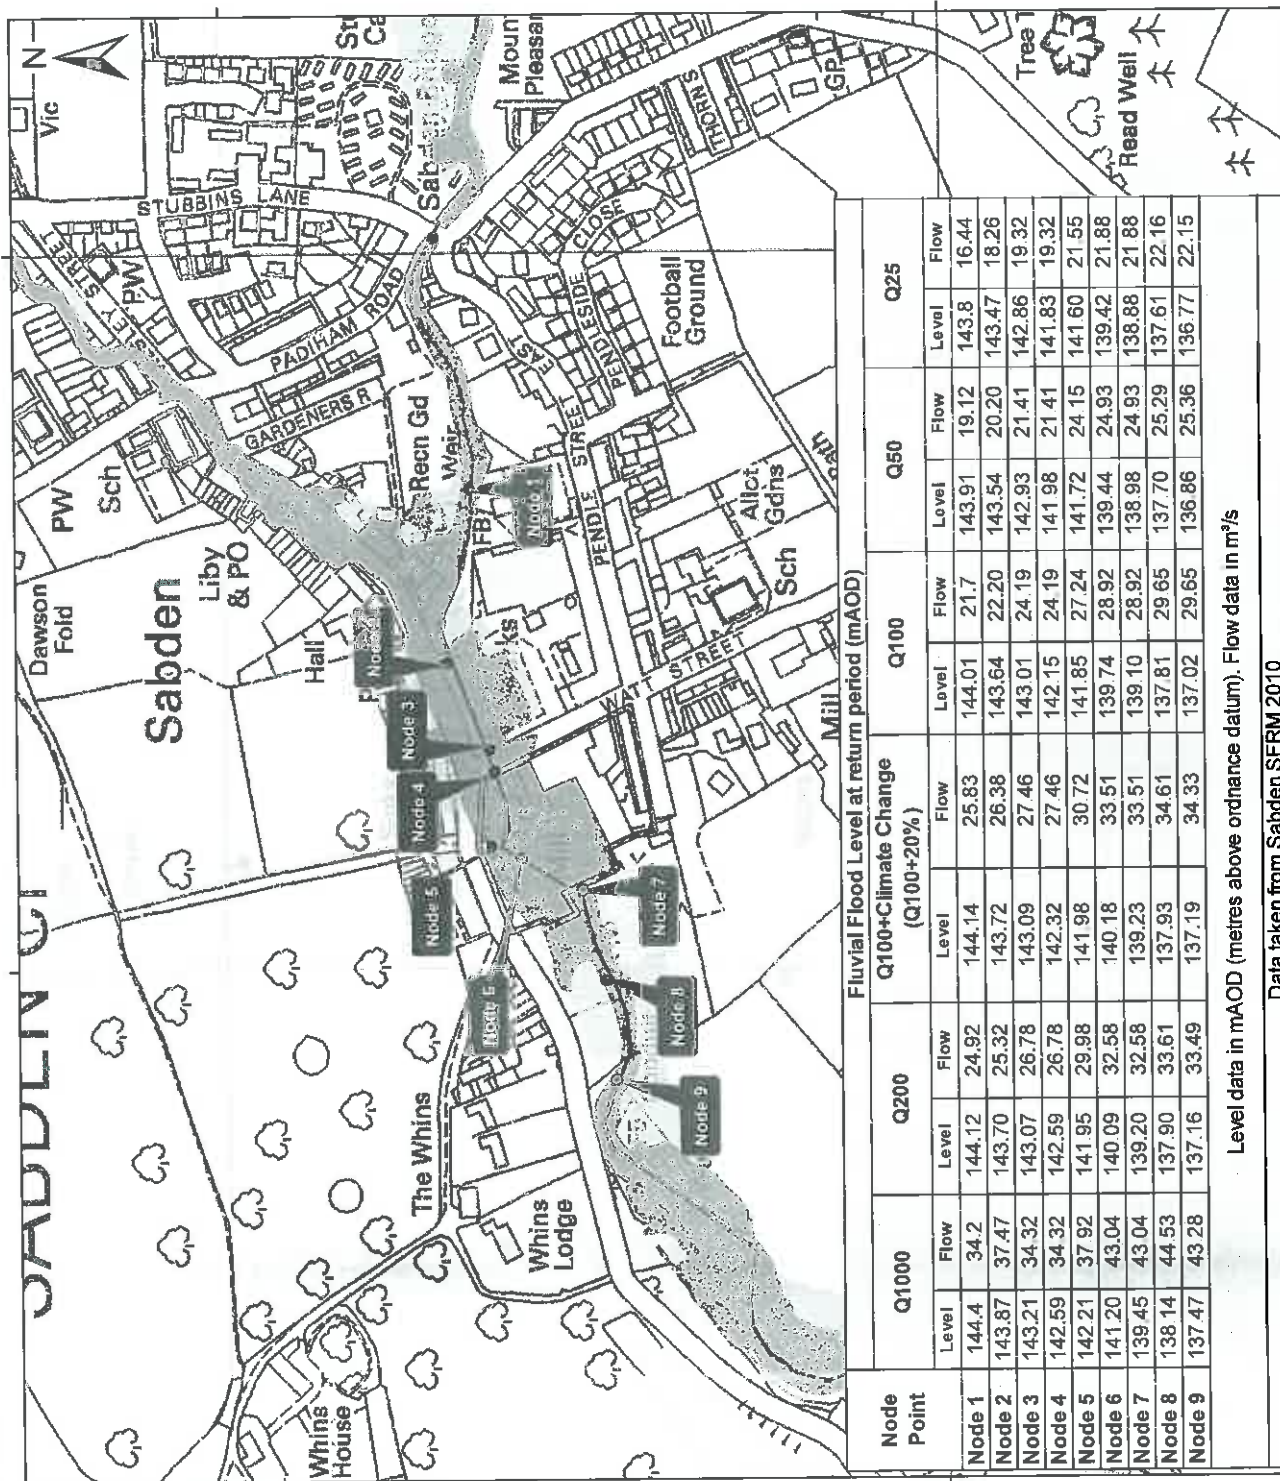 SABDEN CI
N
Vic
Dawson
Fold
PW
Sch
Sabden
Liby
& PO
Hall
PW
STREET
STUBBINS LANE
PADIHAM ROAD
GARDENERS R
Recn Gd
Weir
FB
Mount
Pleasan
THORNS
GP
Tree T
Read Well
EAST
PENDLESIDE
CLOSE
Football
Ground
PENDLE STREET
Allot
Gdns
Sch
WATT STREET
Mill
ks
The Whins
Whins
Lodge
Whins
House
Node 1
Node 3
Node 4
Node 5
Node 6
Node 7
Node 8
Node 9
Fluvial Flood Level at return period (mAOD)
Node Point Q1000 Q200 Q100+Climate Change (Q100+20%) Q100 Q50 Q25
Level Flow Level Flow Level Flow Level Flow Level Flow Level Flow
Node 1 144.4 34.2 144.12 24.92 144.14 25.83 144.01 21.7 143.91 19.12 143.8 16.44
Node 2 143.87 37.47 143.70 25.32 143.72 26.38 143.64 22.20 143.54 20.20 143.47 18.26
Node 3 143.21 34.32 143.07 26.78 143.09 27.46 143.01 24.19 142.93 21.41 142.86 19.32
Node 4 142.59 34.32 142.59 26.78 142.32 27.46 142.15 24.19 141.98 21.41 141.83 19.32
Node 5 142.21 37.92 141.95 29.98 141.98 30.72 141.85 27.24 141.72 24.15 141.60 21.55
Node 6 141.20 43.04 140.09 32.58 140.18 33.51 139.74 28.92 139.44 24.93 139.42 21.88
Node 7 139.45 43.04 139.20 32.58 139.23 33.51 139.10 28.92 138.98 24.93 138.88 21.88
Node 8 138.14 44.53 137.90 33.61 137.93 34.61 137.81 29.65 137.70 25.29 137.61 22.16
Node 9 137.47 43.28 137.16 33.49 137.19 34.33 137.02 29.65 136.86 25.36 136.77 22.15
Level data in mAOD (metres above ordnance datum). Flow data in m³/s
Data taken from Sabden SFRM 2010